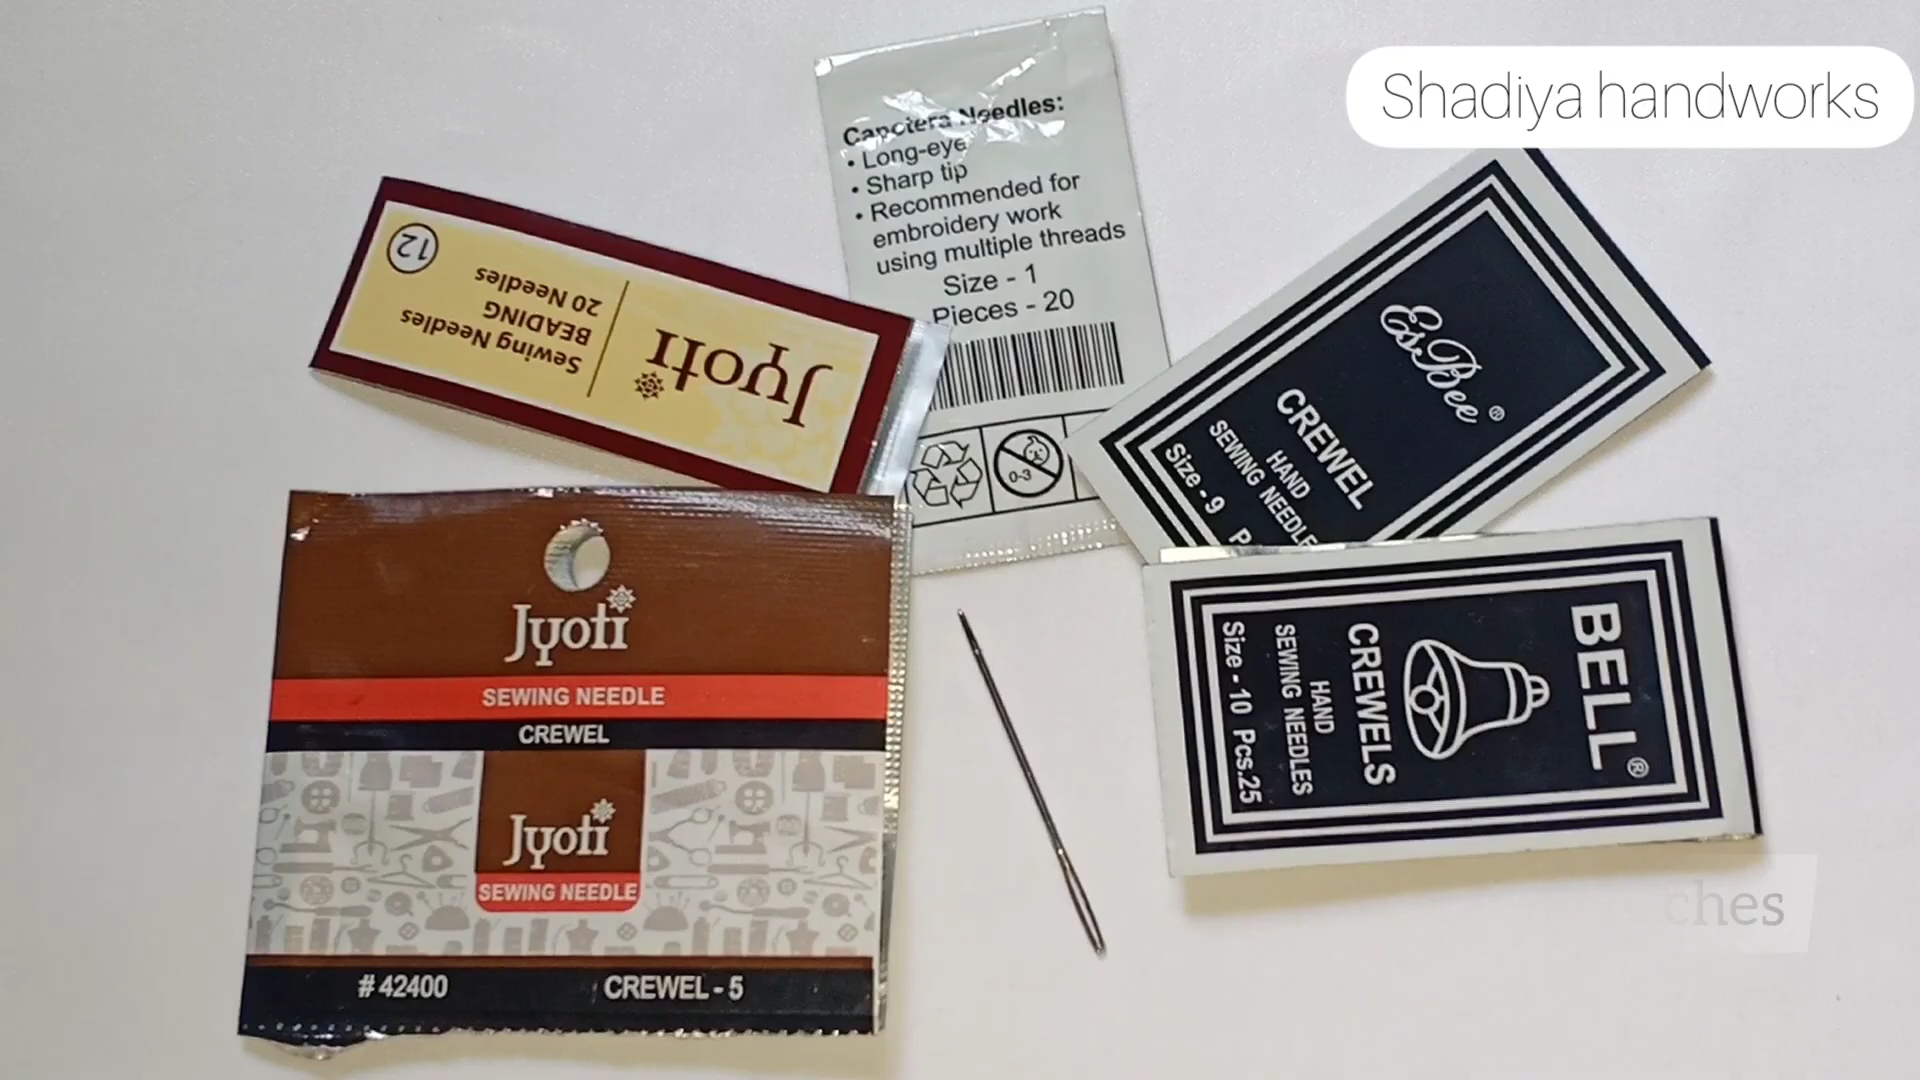 Shadiya handworks
Capotera Needles:
• Long-eye
• Sharp tip
• Recommended for
embroidery work
using multiple threads
Size - 1
Pieces - 20
0-3
12
Jyoti
Sewing Needles
BEADING
20 Needles
EsBee®
CREWEL
HAND
SEWING NEEDLE
Size - 9 P
BELL®
CREWELS
HAND
SEWING NEEDLES
Size - 10 Pcs.25
Jyoti
SEWING NEEDLE
CREWEL
Jyoti
SEWING NEEDLE
# 42400 CREWEL - 5
ches